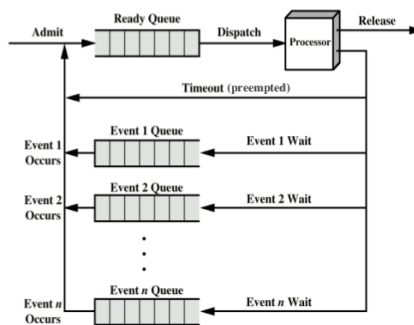 Ready Queue
Admit
Dispatch
Processor
Release
Timeout (preempted)
Event 1 Queue
Event 1
Occurs
Event 1 Wait
Event 2 Queue
Event 2
Occurs
Event 2 Wait
Event n Queue
Event n
Occurs
Event n Wait